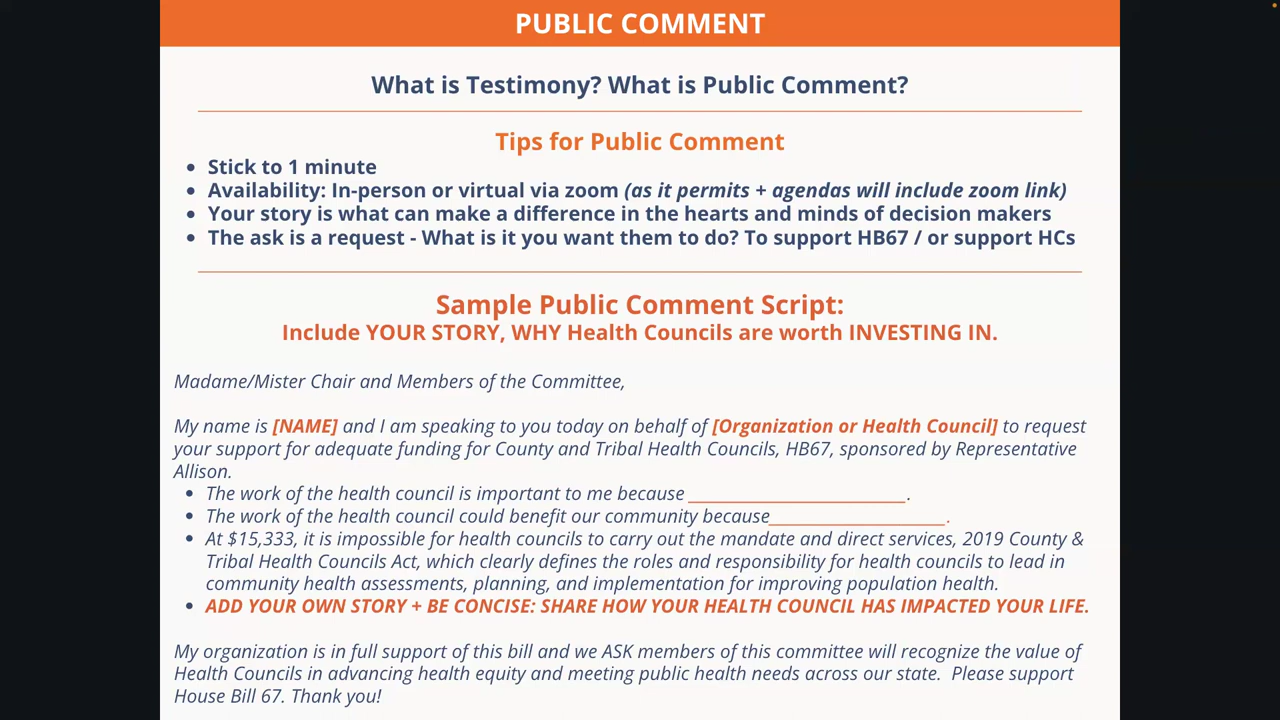 PUBLIC COMMENT
What is Testimony? What is Public Comment?
Tips for Public Comment
• Stick to 1 minute
• Availability: In-person or virtual via zoom (as it permits + agendas will include zoom link)
• Your story is what can make a difference in the hearts and minds of decision makers
• The ask is a request - What is it you want them to do? To support HB67 / or support HCs
Sample Public Comment Script:
Include YOUR STORY, WHY Health Councils are worth INVESTING IN.
Madame/Mister Chair and Members of the Committee,
My name is [NAME] and I am speaking to you today on behalf of [Organization or Health Council] to request
your support for adequate funding for County and Tribal Health Councils, HB67, sponsored by Representative
Allison.
• The work of the health council is important to me because ______________________.
• The work of the health council could benefit our community because__________________.
• At $15,333, it is impossible for health councils to carry out the mandate and direct services, 2019 County &
Tribal Health Councils Act, which clearly defines the roles and responsibility for health councils to lead in
community health assessments, planning, and implementation for improving population health.
• ADD YOUR OWN STORY + BE CONCISE: SHARE HOW YOUR HEALTH COUNCIL HAS IMPACTED YOUR LIFE.
My organization is in full support of this bill and we ASK members of this committee will recognize the value of
Health Councils in advancing health equity and meeting public health needs across our state.  Please support
House Bill 67. Thank you!